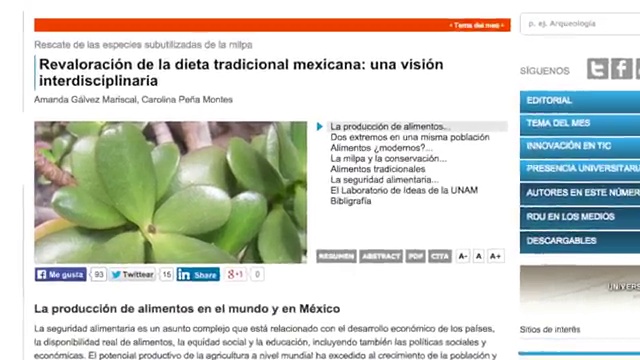 ‹ Tema del mes ›
p. ej. Arqueología
Rescate de las especies subutilizadas de la milpa
Revaloración de la dieta tradicional mexicana: una visión
interdisciplinaria
Amanda Gálvez Mariscal, Carolina Peña Montes
SÍGUENOS
EDITORIAL
TEMA DEL MES
INNOVACIÓN EN TIC
PRESENCIA UNIVERSITARIA
AUTORES EN ESTE NÚMERO
RDU EN LOS MEDIOS
DESCARGABLES
La producción de alimentos...
Dos extremos en una misma población
Alimentos ¿modernos?...
La milpa y la conservación...
Alimentos tradicionales
La seguridad alimentaria...
El Laboratorio de Ideas de la UNAM
Bibligrafía
RESUMEN ABSTRACT PDF CITA A- A A+
Me gusta 93 Twittear 15 Share g+1 0
UNIVERS
Sitios de interés
La producción de alimentos en el mundo y en México
La seguridad alimentaria es un asunto complejo que está relacionado con el desarrollo económico de los países,
la disponibilidad real de alimentos, la equidad social y la educación, incluyendo también las políticas sociales y
económicas. El potencial productivo de la agricultura a nivel mundial ha excedido al crecimiento de la población y